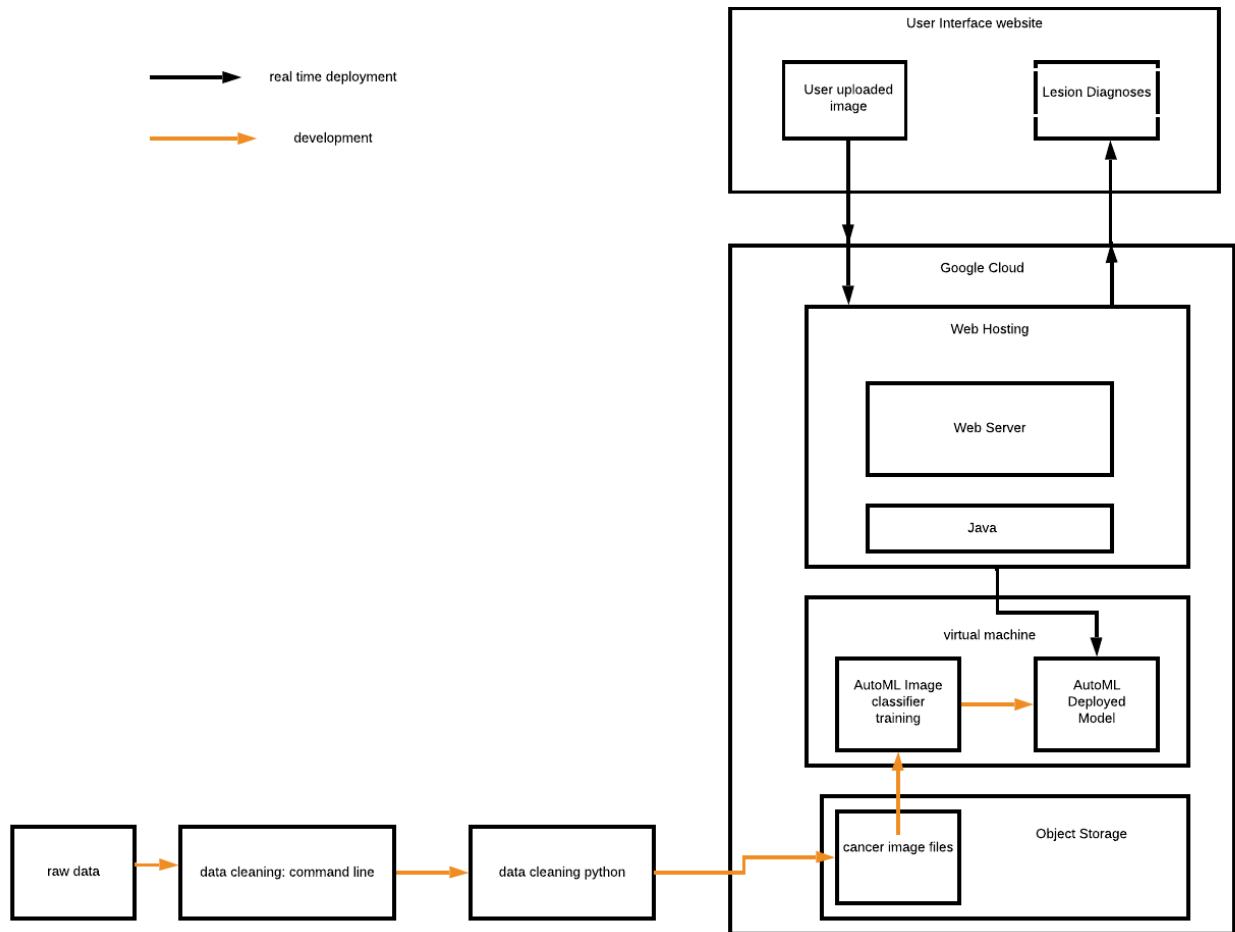 User Interface website
real time deployment
development
User uploaded
image
Lesion Diagnoses
Google Cloud
Web Hosting
Web Server
Java
virtual machine
AutoML Image
classifier
training
AutoML
Deployed
Model
Object Storage
cancer image files
raw data
data cleaning: command line
data cleaning python